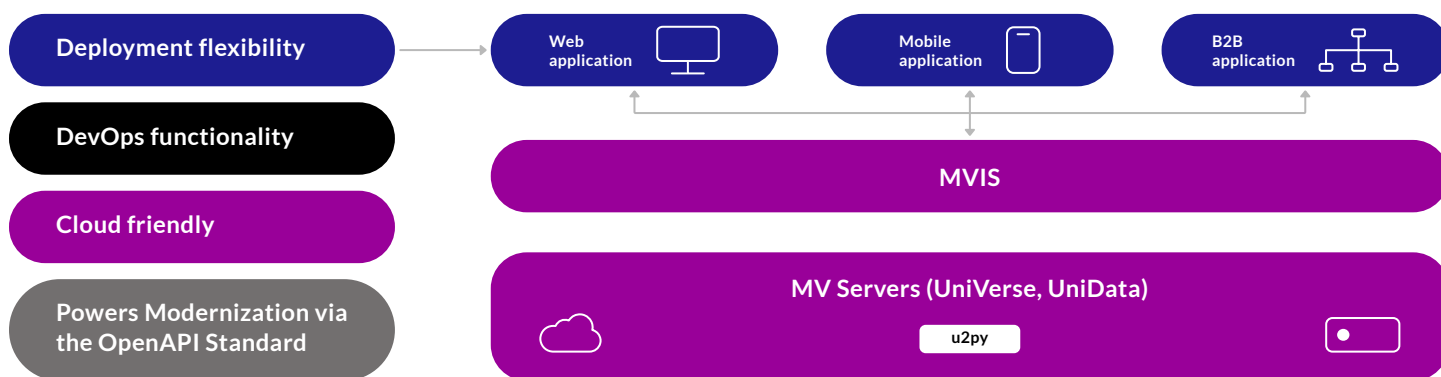 Deployment flexibility
DevOps functionality
Cloud friendly
Powers Modernization via
the OpenAPI Standard
Web
application
Mobile
application
B2B
application
MVIS
MV Servers (UniVerse, UniData)
u2py